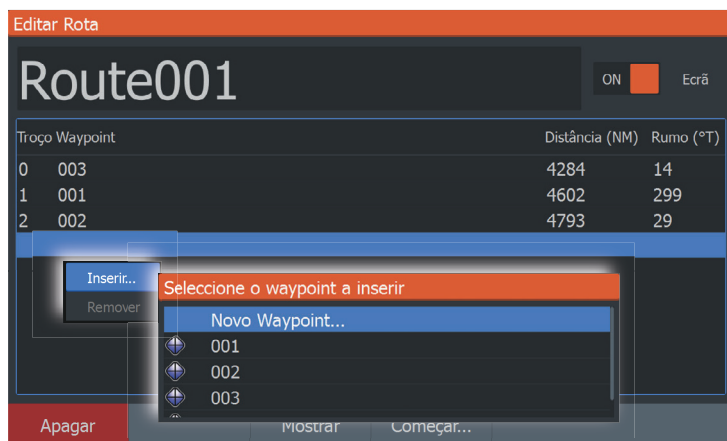 Editar Rota
Route001
ON Ecrã
Troço Waypoint Distância (NM) Rumo (°T)
0 003 4284 14
1 001 4602 299
2 002 4793 29
Inserir...
Remover
Seleccione o waypoint a inserir
Novo Waypoint...
001
002
003
Apagar Mostrar Começar...